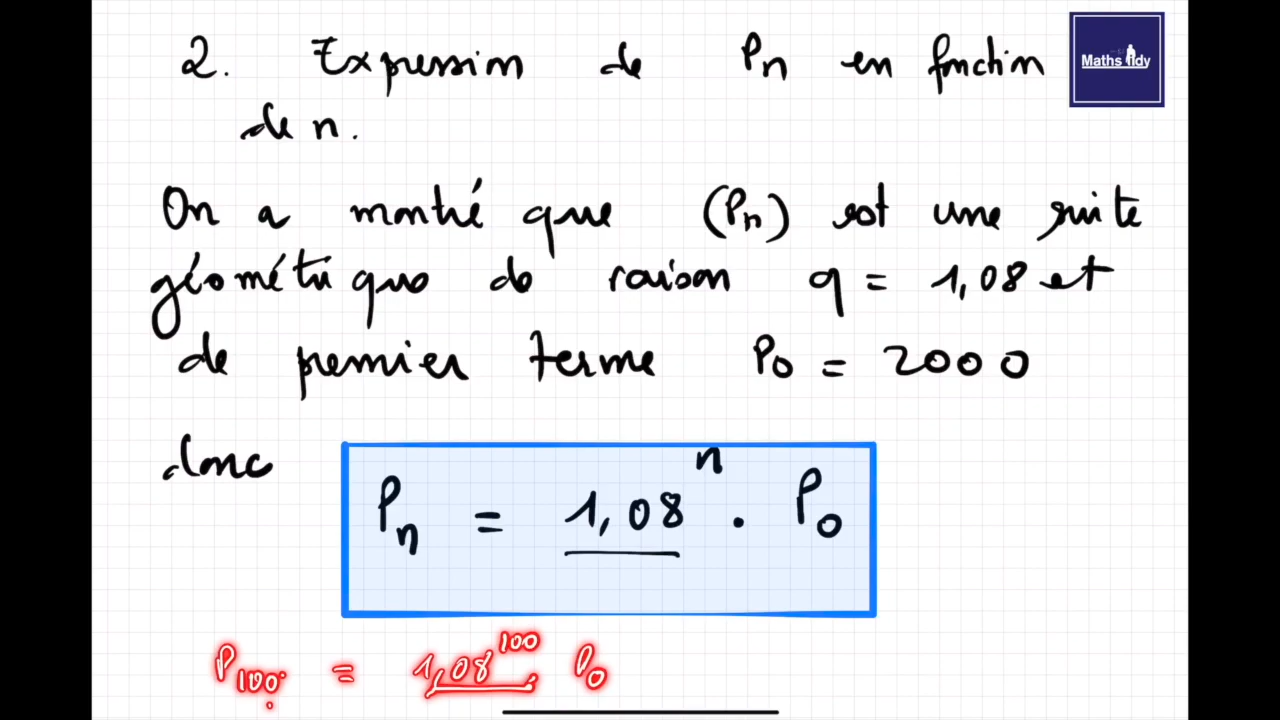 2. Expression de Pn en fonction
Maths ndy
de n.
On a montré que (Pn) est une suite
géométrique de raison q = 1,08 et
de premier terme P0 = 2000
donc
Pn = 1,08^n . P0
P100 = 1,08^100 . P0